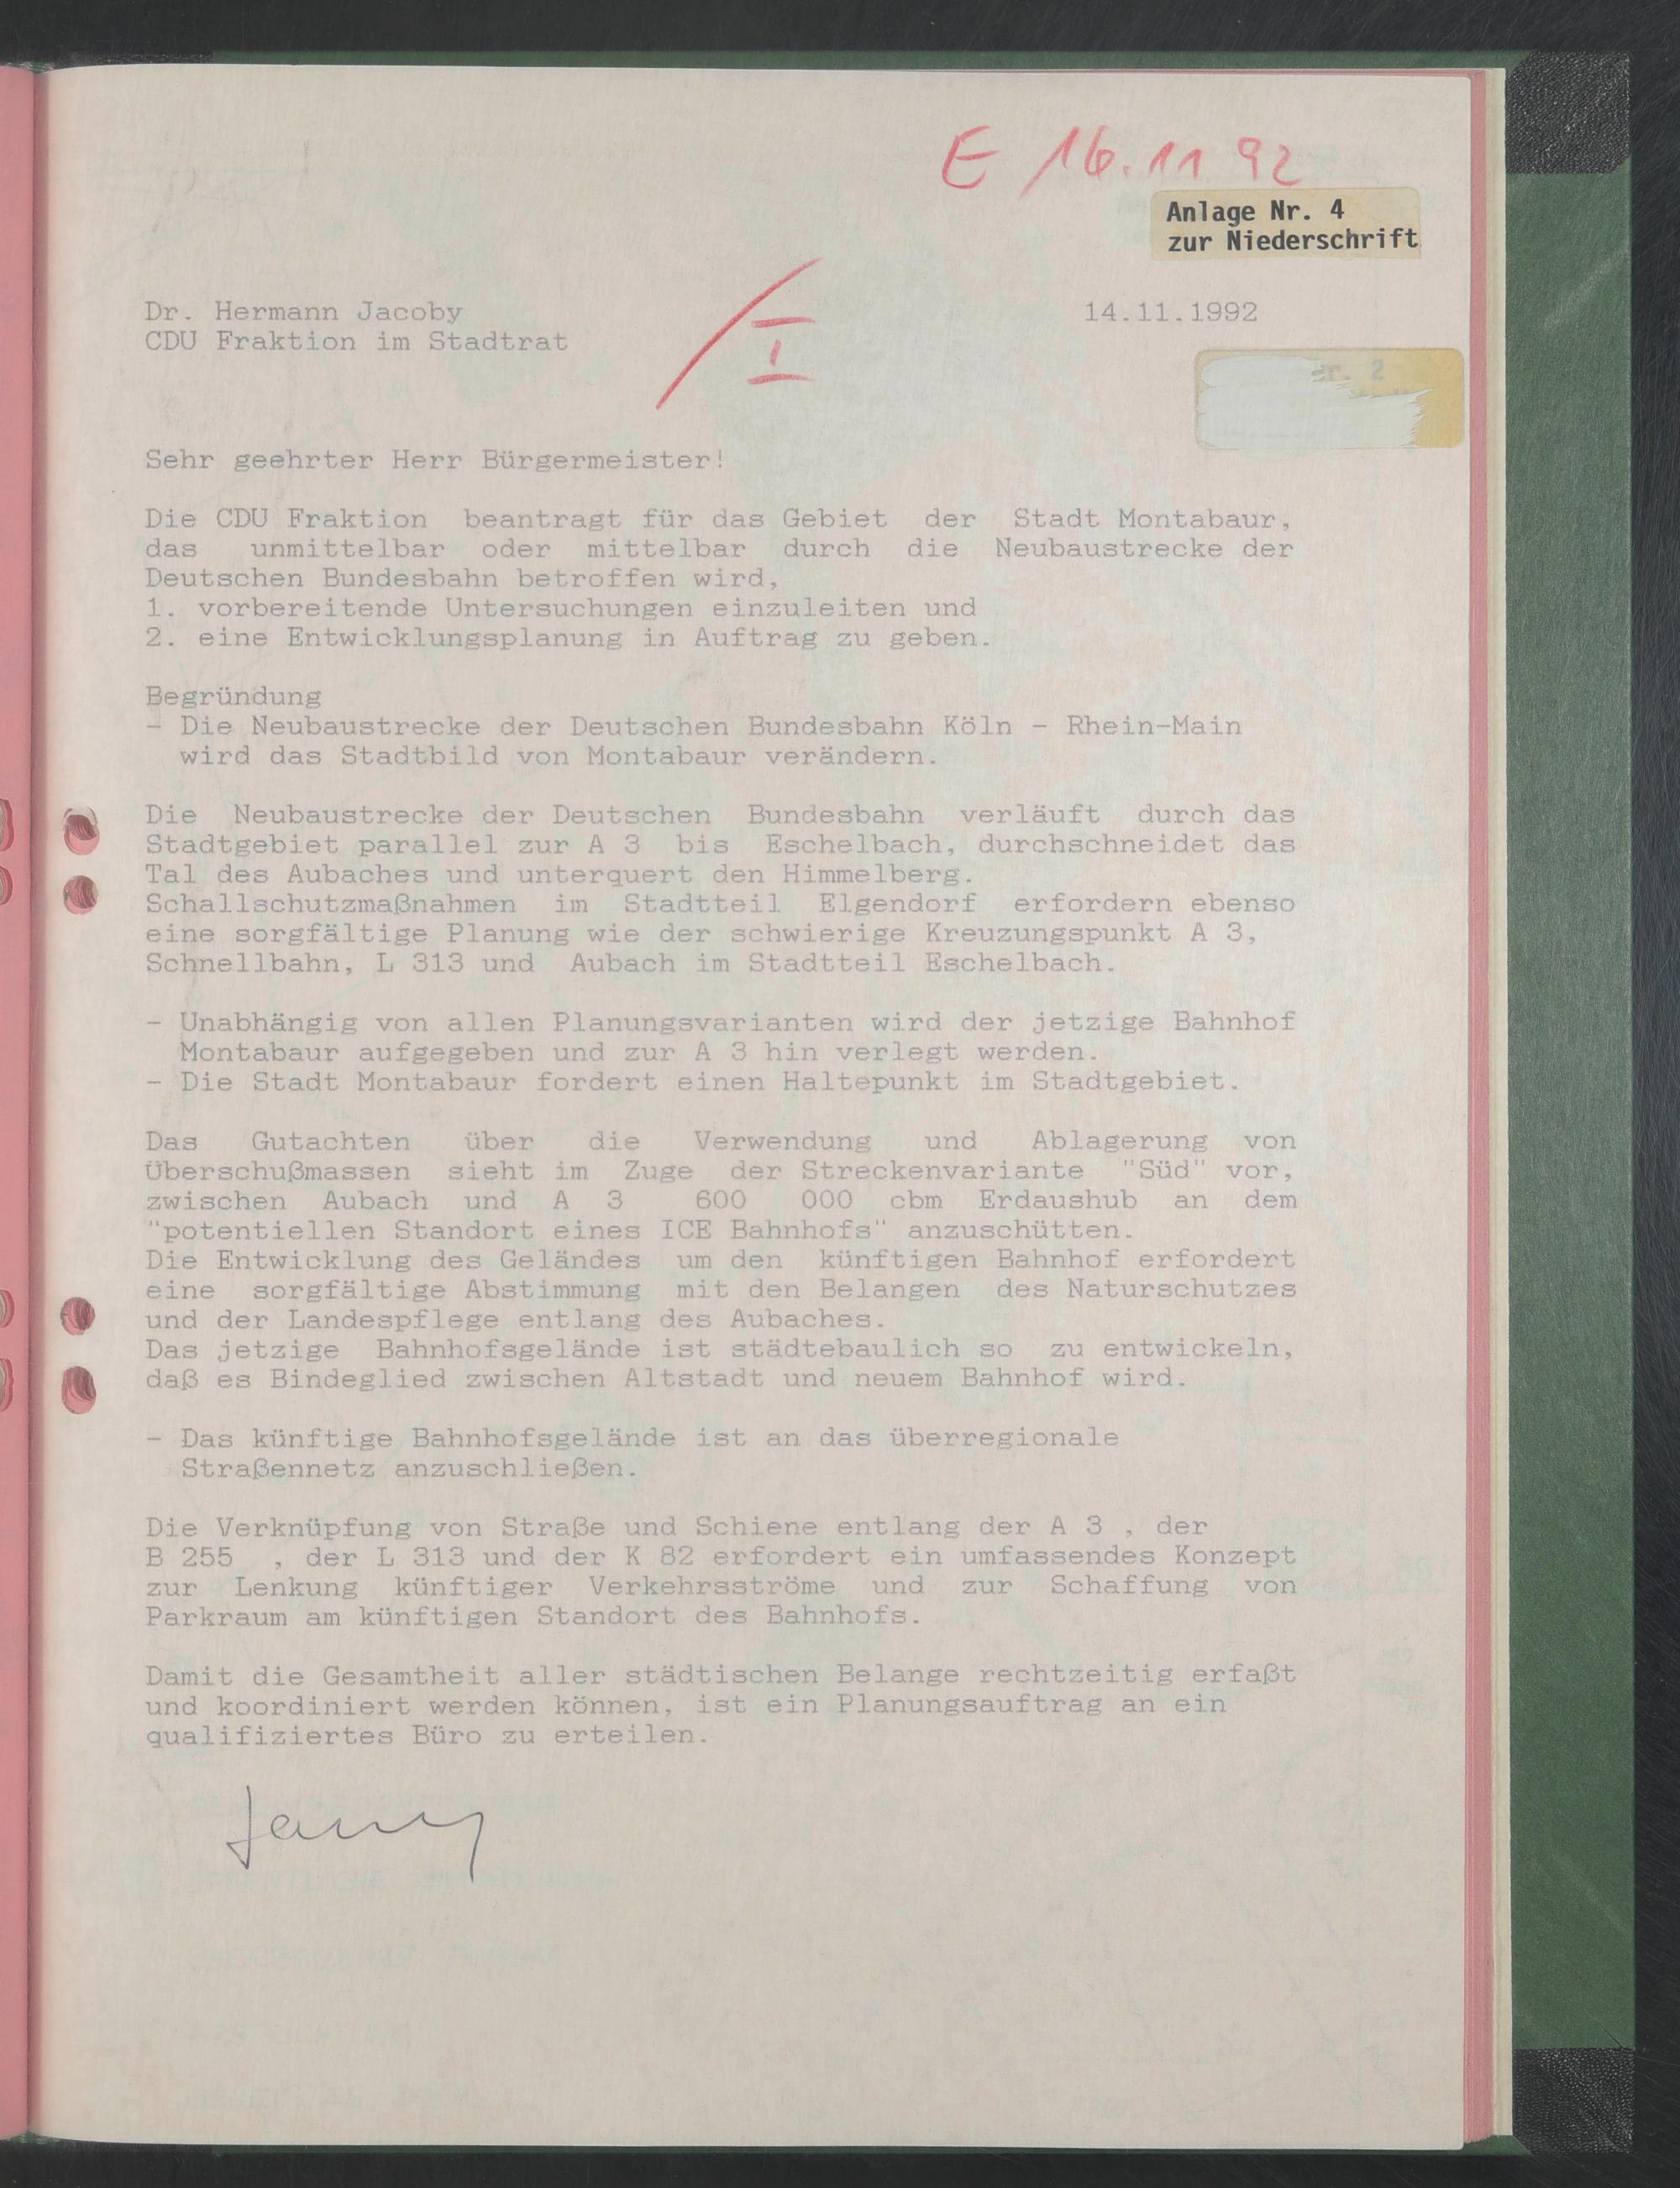 E 16.11 92
Anlage Nr. 4
zur Niederschrift
Dr. Hermann Jacoby
CDU Fraktion im Stadtrat
14.11.1992
I
2
Sehr geehrter Herr Bürgermeister!
Die CDU Fraktion beantragt für das Gebiet der Stadt Montabaur,
das unmittelbar oder mittelbar durch die Neubaustrecke der
Deutschen Bundesbahn betroffen wird,
1. vorbereitende Untersuchungen einzuleiten und
2. eine Entwicklungsplanung in Auftrag zu geben.
Begründung
- Die Neubaustrecke der Deutschen Bundesbahn Köln - Rhein-Main
wird das Stadtbild von Montabaur verändern.
Die Neubaustrecke der Deutschen Bundesbahn verläuft durch das
Stadtgebiet parallel zur A 3 bis Eschelbach, durchschneidet das
Tal des Aubaches und unterquert den Himmelberg.
Schallschutzmaßnahmen im Stadtteil Elgendorf erfordern ebenso
eine sorgfältige Planung wie der schwierige Kreuzungspunkt A 3,
Schnellbahn, L 313 und Aubach im Stadtteil Eschelbach.
- Unabhängig von allen Planungsvarianten wird der jetzige Bahnhof
Montabaur aufgegeben und zur A 3 hin verlegt werden.
- Die Stadt Montabaur fordert einen Haltepunkt im Stadtgebiet.
Das Gutachten über die Verwendung und Ablagerung von
Überschußmassen sieht im Zuge der Streckenvariante "Süd" vor,
zwischen Aubach und A 3 600 000 cbm Erdaushub an dem
"potentiellen Standort eines ICE Bahnhofs" anzuschütten.
Die Entwicklung des Geländes um den künftigen Bahnhof erfordert
eine sorgfältige Abstimmung mit den Belangen des Naturschutzes
und der Landespflege entlang des Aubaches.
Das jetzige Bahnhofsgelände ist städtebaulich so zu entwickeln,
daß es Bindeglied zwischen Altstadt und neuem Bahnhof wird.
- Das künftige Bahnhofsgelände ist an das überregionale
Straßennetz anzuschließen.
Die Verknüpfung von Straße und Schiene entlang der A 3 , der
B 255 , der L 313 und der K 82 erfordert ein umfassendes Konzept
zur Lenkung künftiger Verkehrsströme und zur Schaffung von
Parkraum am künftigen Standort des Bahnhofs.
Damit die Gesamtheit aller städtischen Belange rechtzeitig erfaßt
und koordiniert werden können, ist ein Planungsauftrag an ein
qualifiziertes Büro zu erteilen.